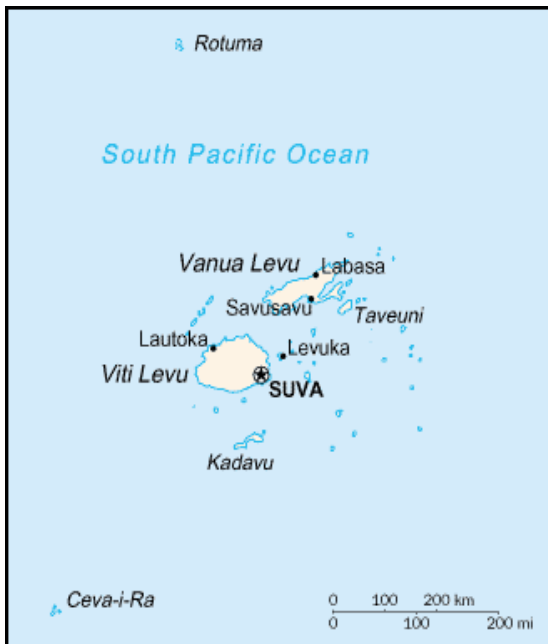 Rotuma
South Pacific Ocean
Vanua Levu
Labasa
Savusavu
Taveuni
Lautoka
Levuka
Viti Levu
SUVA
Kadavu
Ceva-i-Ra
0 100 200 km
0 100 200 mi